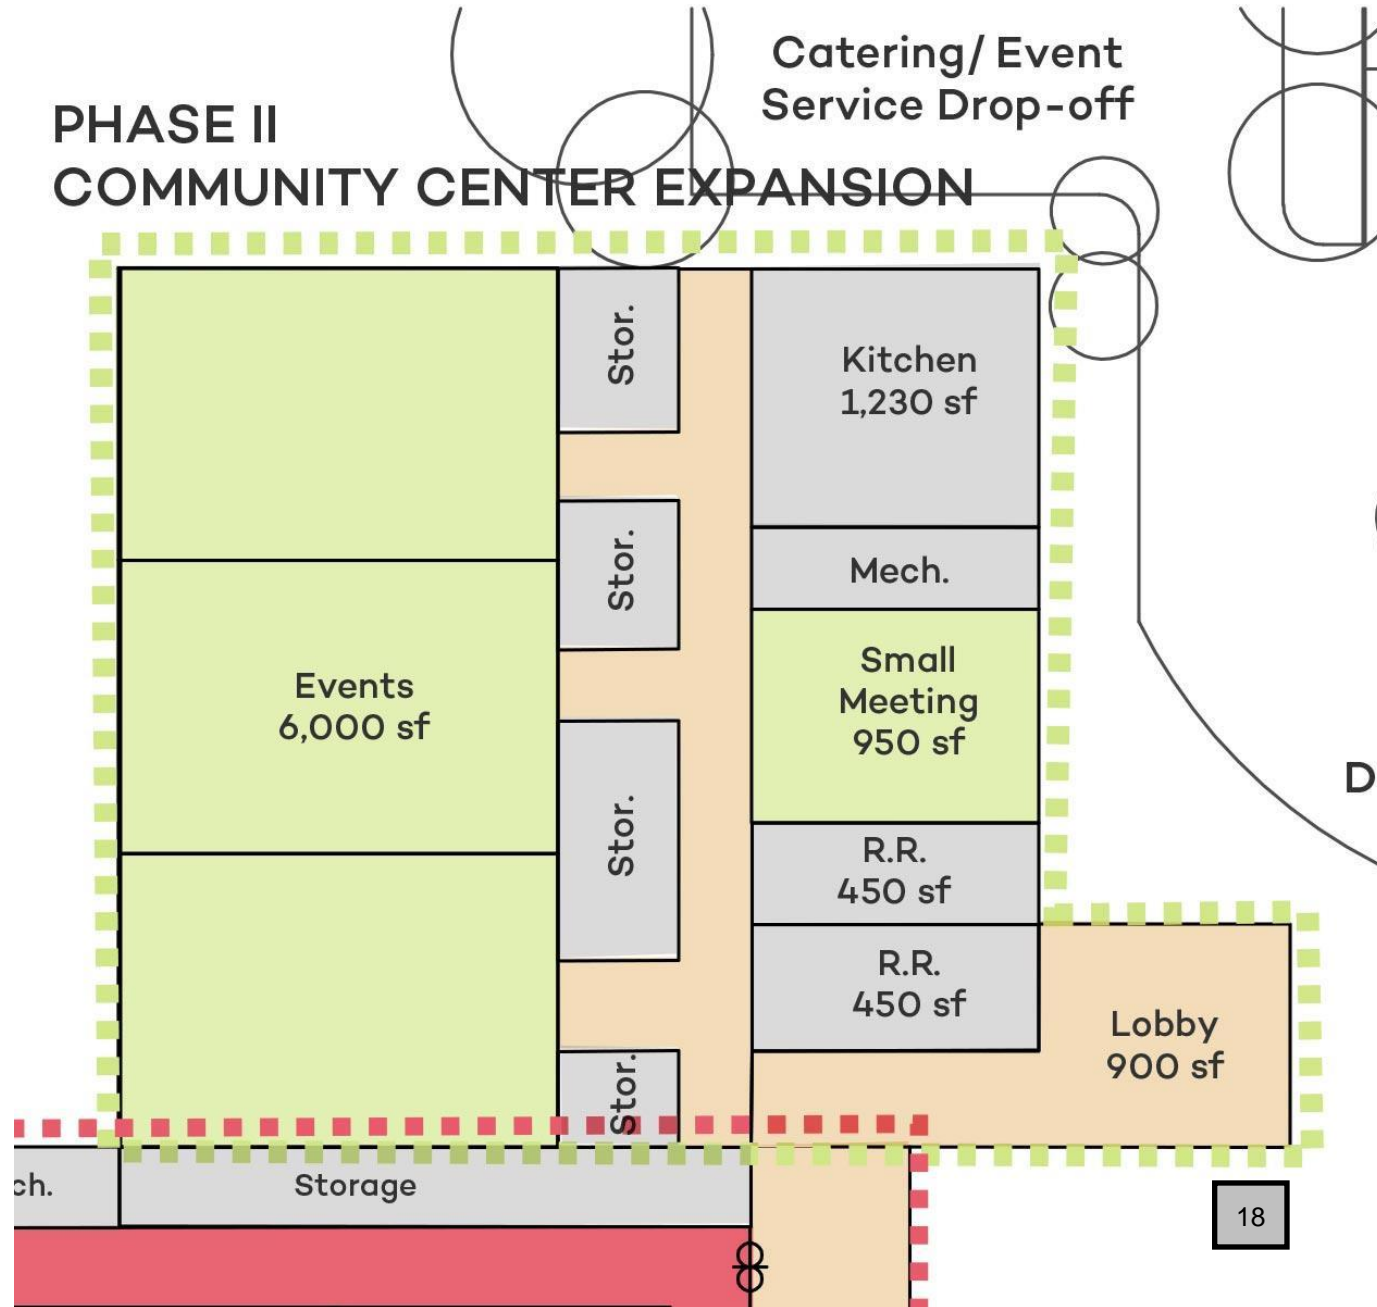 Catering/ Event
Service Drop-off
PHASE II
COMMUNITY CENTER EXPANSION
Stor.
Kitchen
1,230 sf
Stor.
Mech.
Events
6,000 sf
Small
Meeting
950 sf
Stor.
R.R.
450 sf
R.R.
450 sf
Lobby
900 sf
Stor.
D
ch.
Storage
18